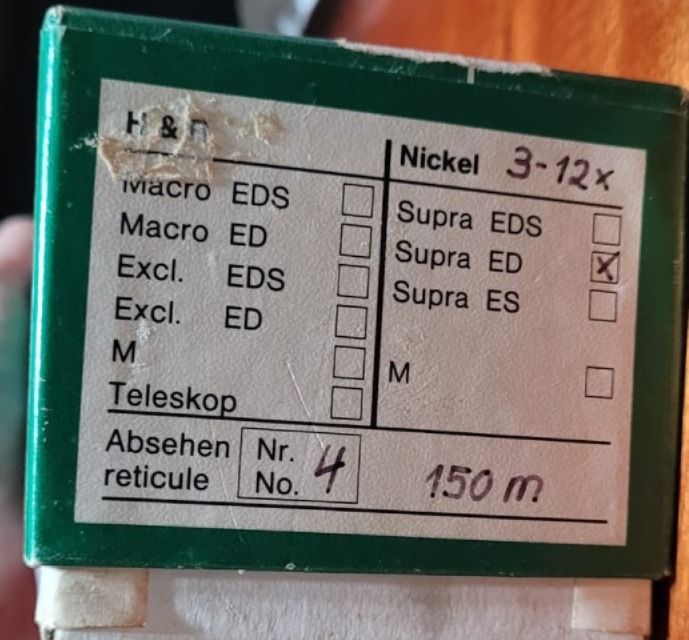 H &
Macro EDS
Macro ED
Excl. EDS
Excl. ED
M
Teleskop
Nickel 3-12x
Supra EDS
Supra ED X
Supra ES
M
Absehen Nr. 4
reticule No.
150 m